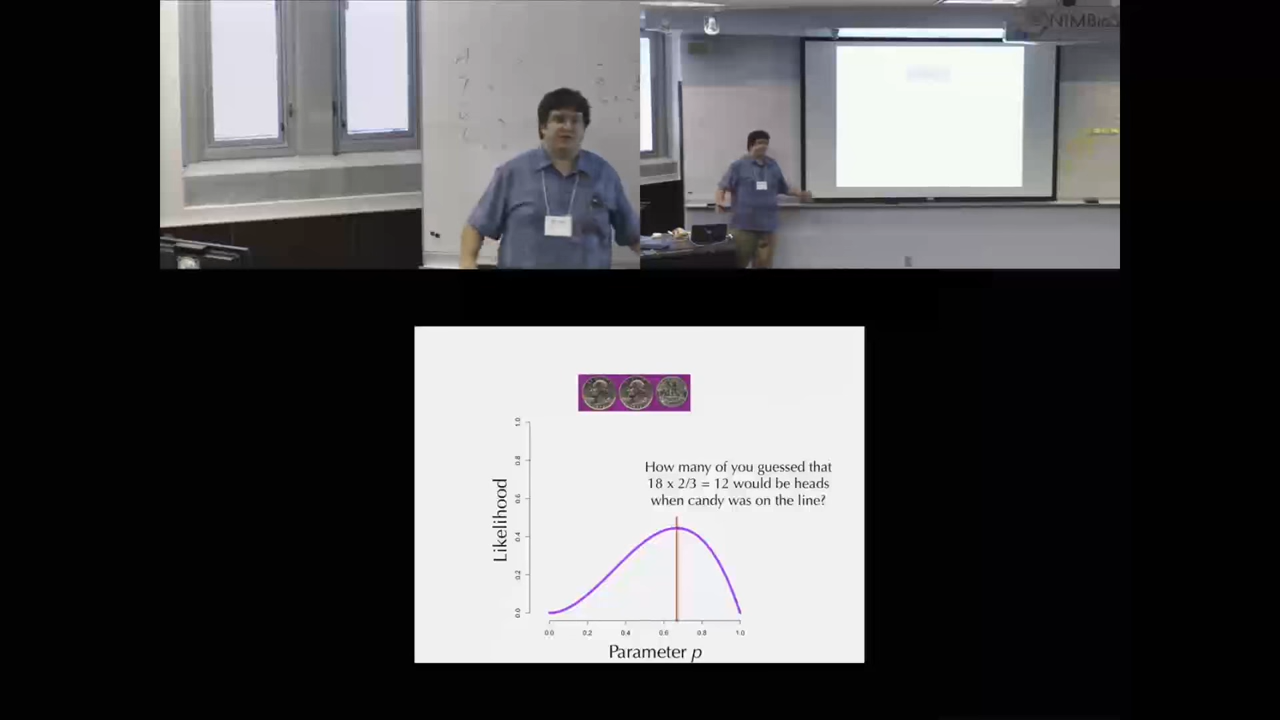 NIMBioS
How many of you guessed that
18 x 2/3 = 12 would be heads
when candy was on the line?
Likelihood
1.0
0.8
0.6
0.4
0.2
0.0
0.0 0.2 0.4 0.6 0.8 1.0
Parameter p